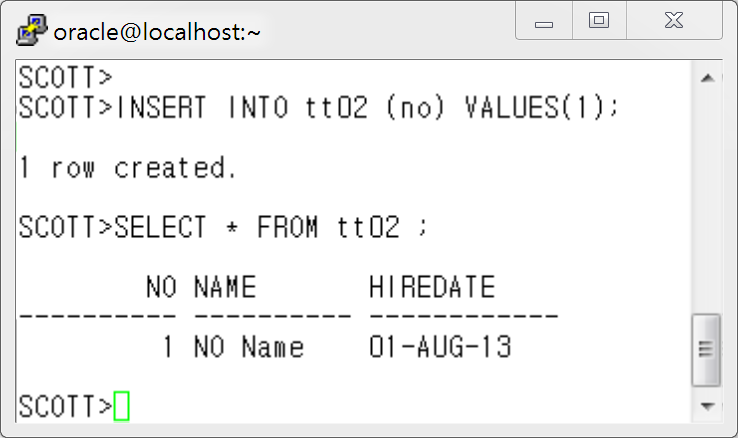 oracle@localhost:~
SCOTT>
SCOTT>INSERT INTO tt02 (no) VALUES(1);
1 row created.
SCOTT>SELECT * FROM tt02 ;
NO NAME HIREDATE
---------- ---------- ------------
1 NO Name 01-AUG-13
SCOTT>